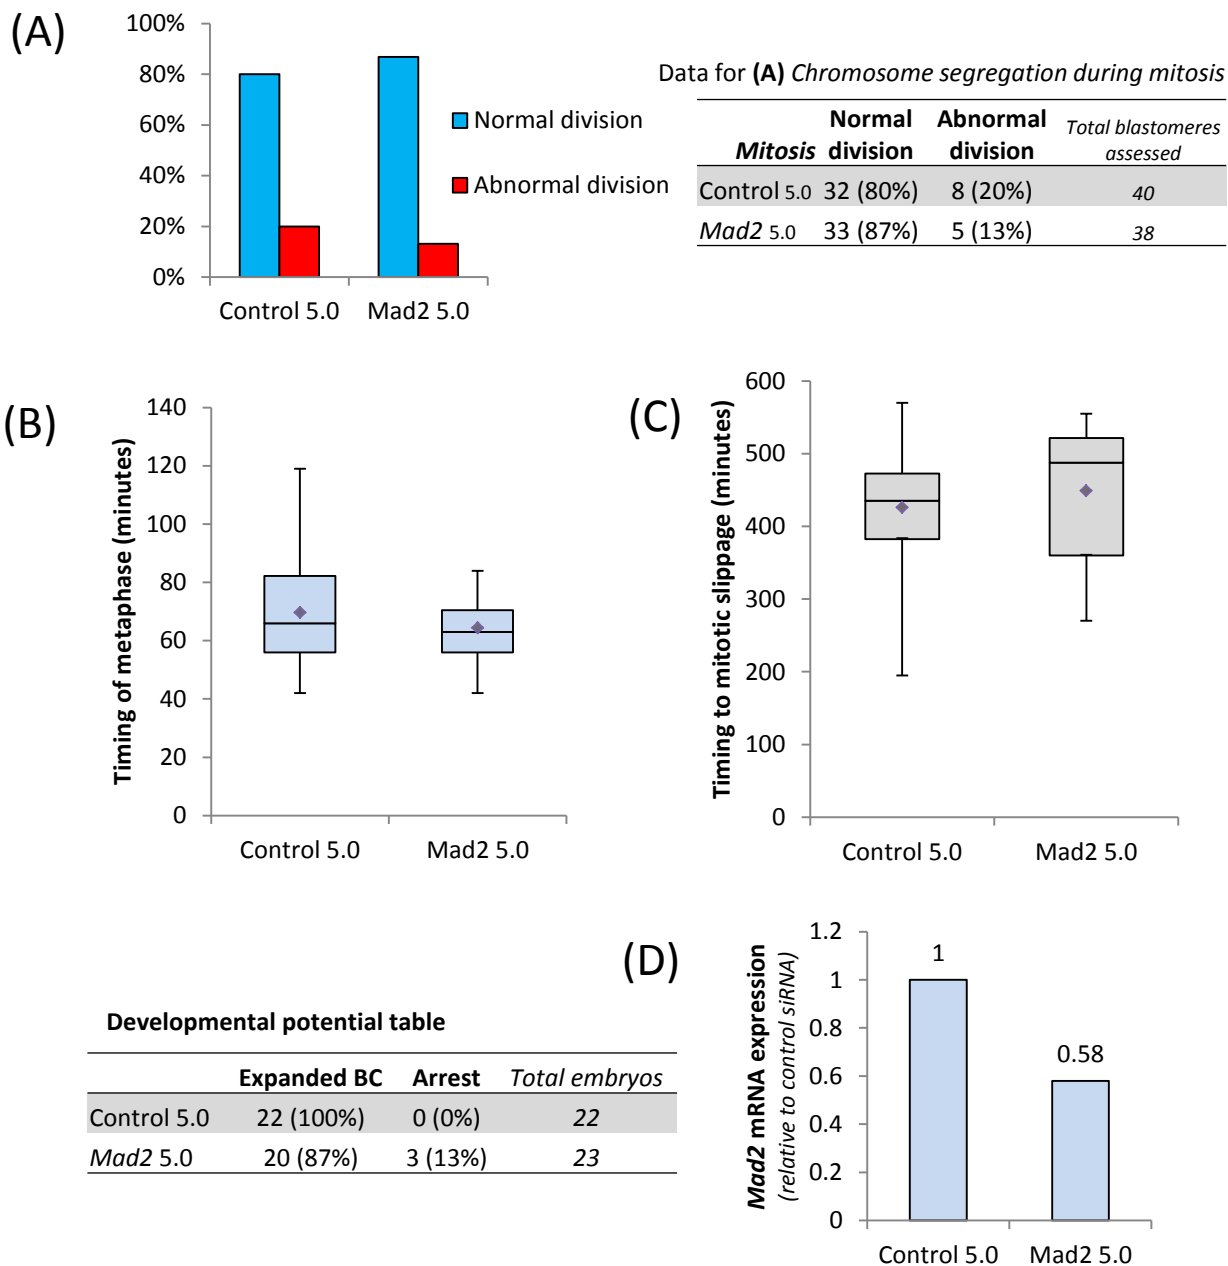 (A)
100%
80%
60%
40%
20%
0%
Control 5.0
Mad2 5.0
Normal division
Abnormal division
Data for (A) Chromosome segregation during mitosis
Mitosis Normal division Abnormal division Total blastomeres assessed
Control 5.0 32 (80%) 8 (20%) 40
Mad2 5.0 33 (87%) 5 (13%) 38
(B)
Timing of metaphase (minutes)
140
120
100
80
60
40
20
0
Control 5.0
Mad2 5.0
(C)
Timing to mitotic slippage (minutes)
600
500
400
300
200
100
0
Control 5.0
Mad2 5.0
Developmental potential table
Expanded BC Arrest Total embryos
Control 5.0 22 (100%) 0 (0%) 22
Mad2 5.0 20 (87%) 3 (13%) 23
(D)
Mad2 mRNA expression
(relative to control siRNA)
1.2
1
0.8
0.6
0.4
0.2
0
1
0.58
Control 5.0
Mad2 5.0